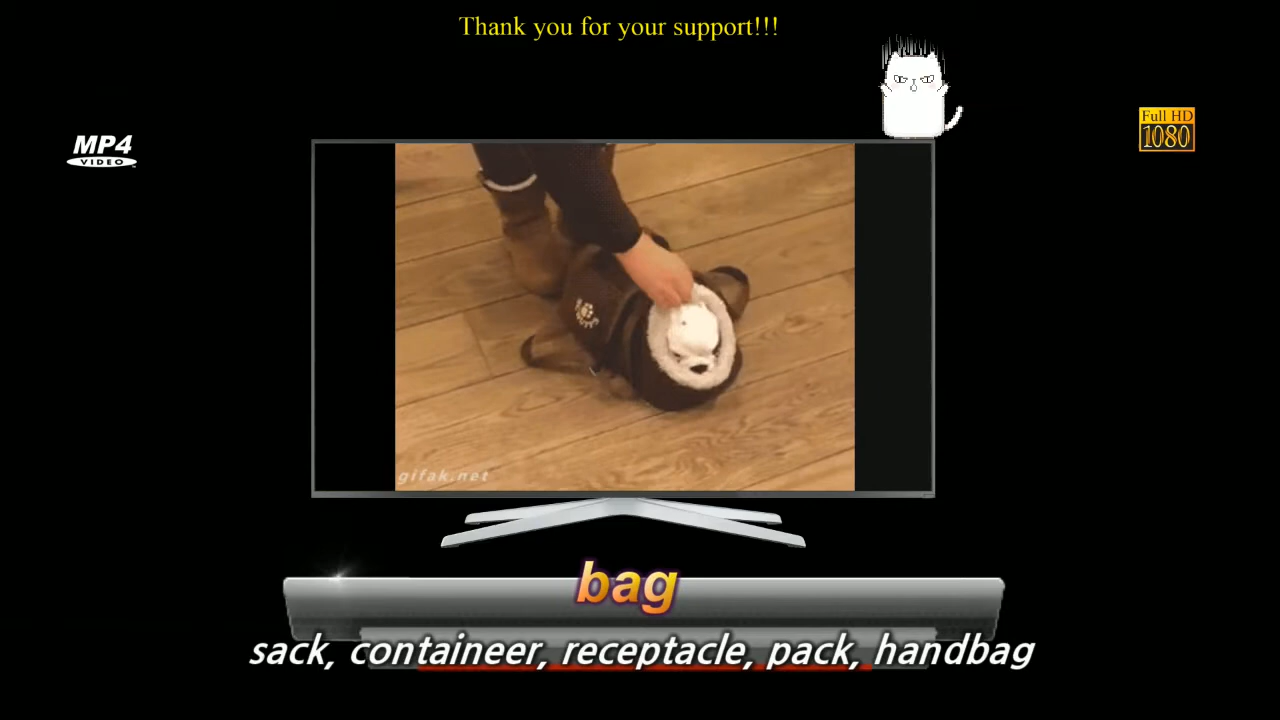 Thank you for your support!!!
MP4
VIDEO
Full HD
1080
gifak.net
bag
sack, containeer, receptacle, pack, handbag